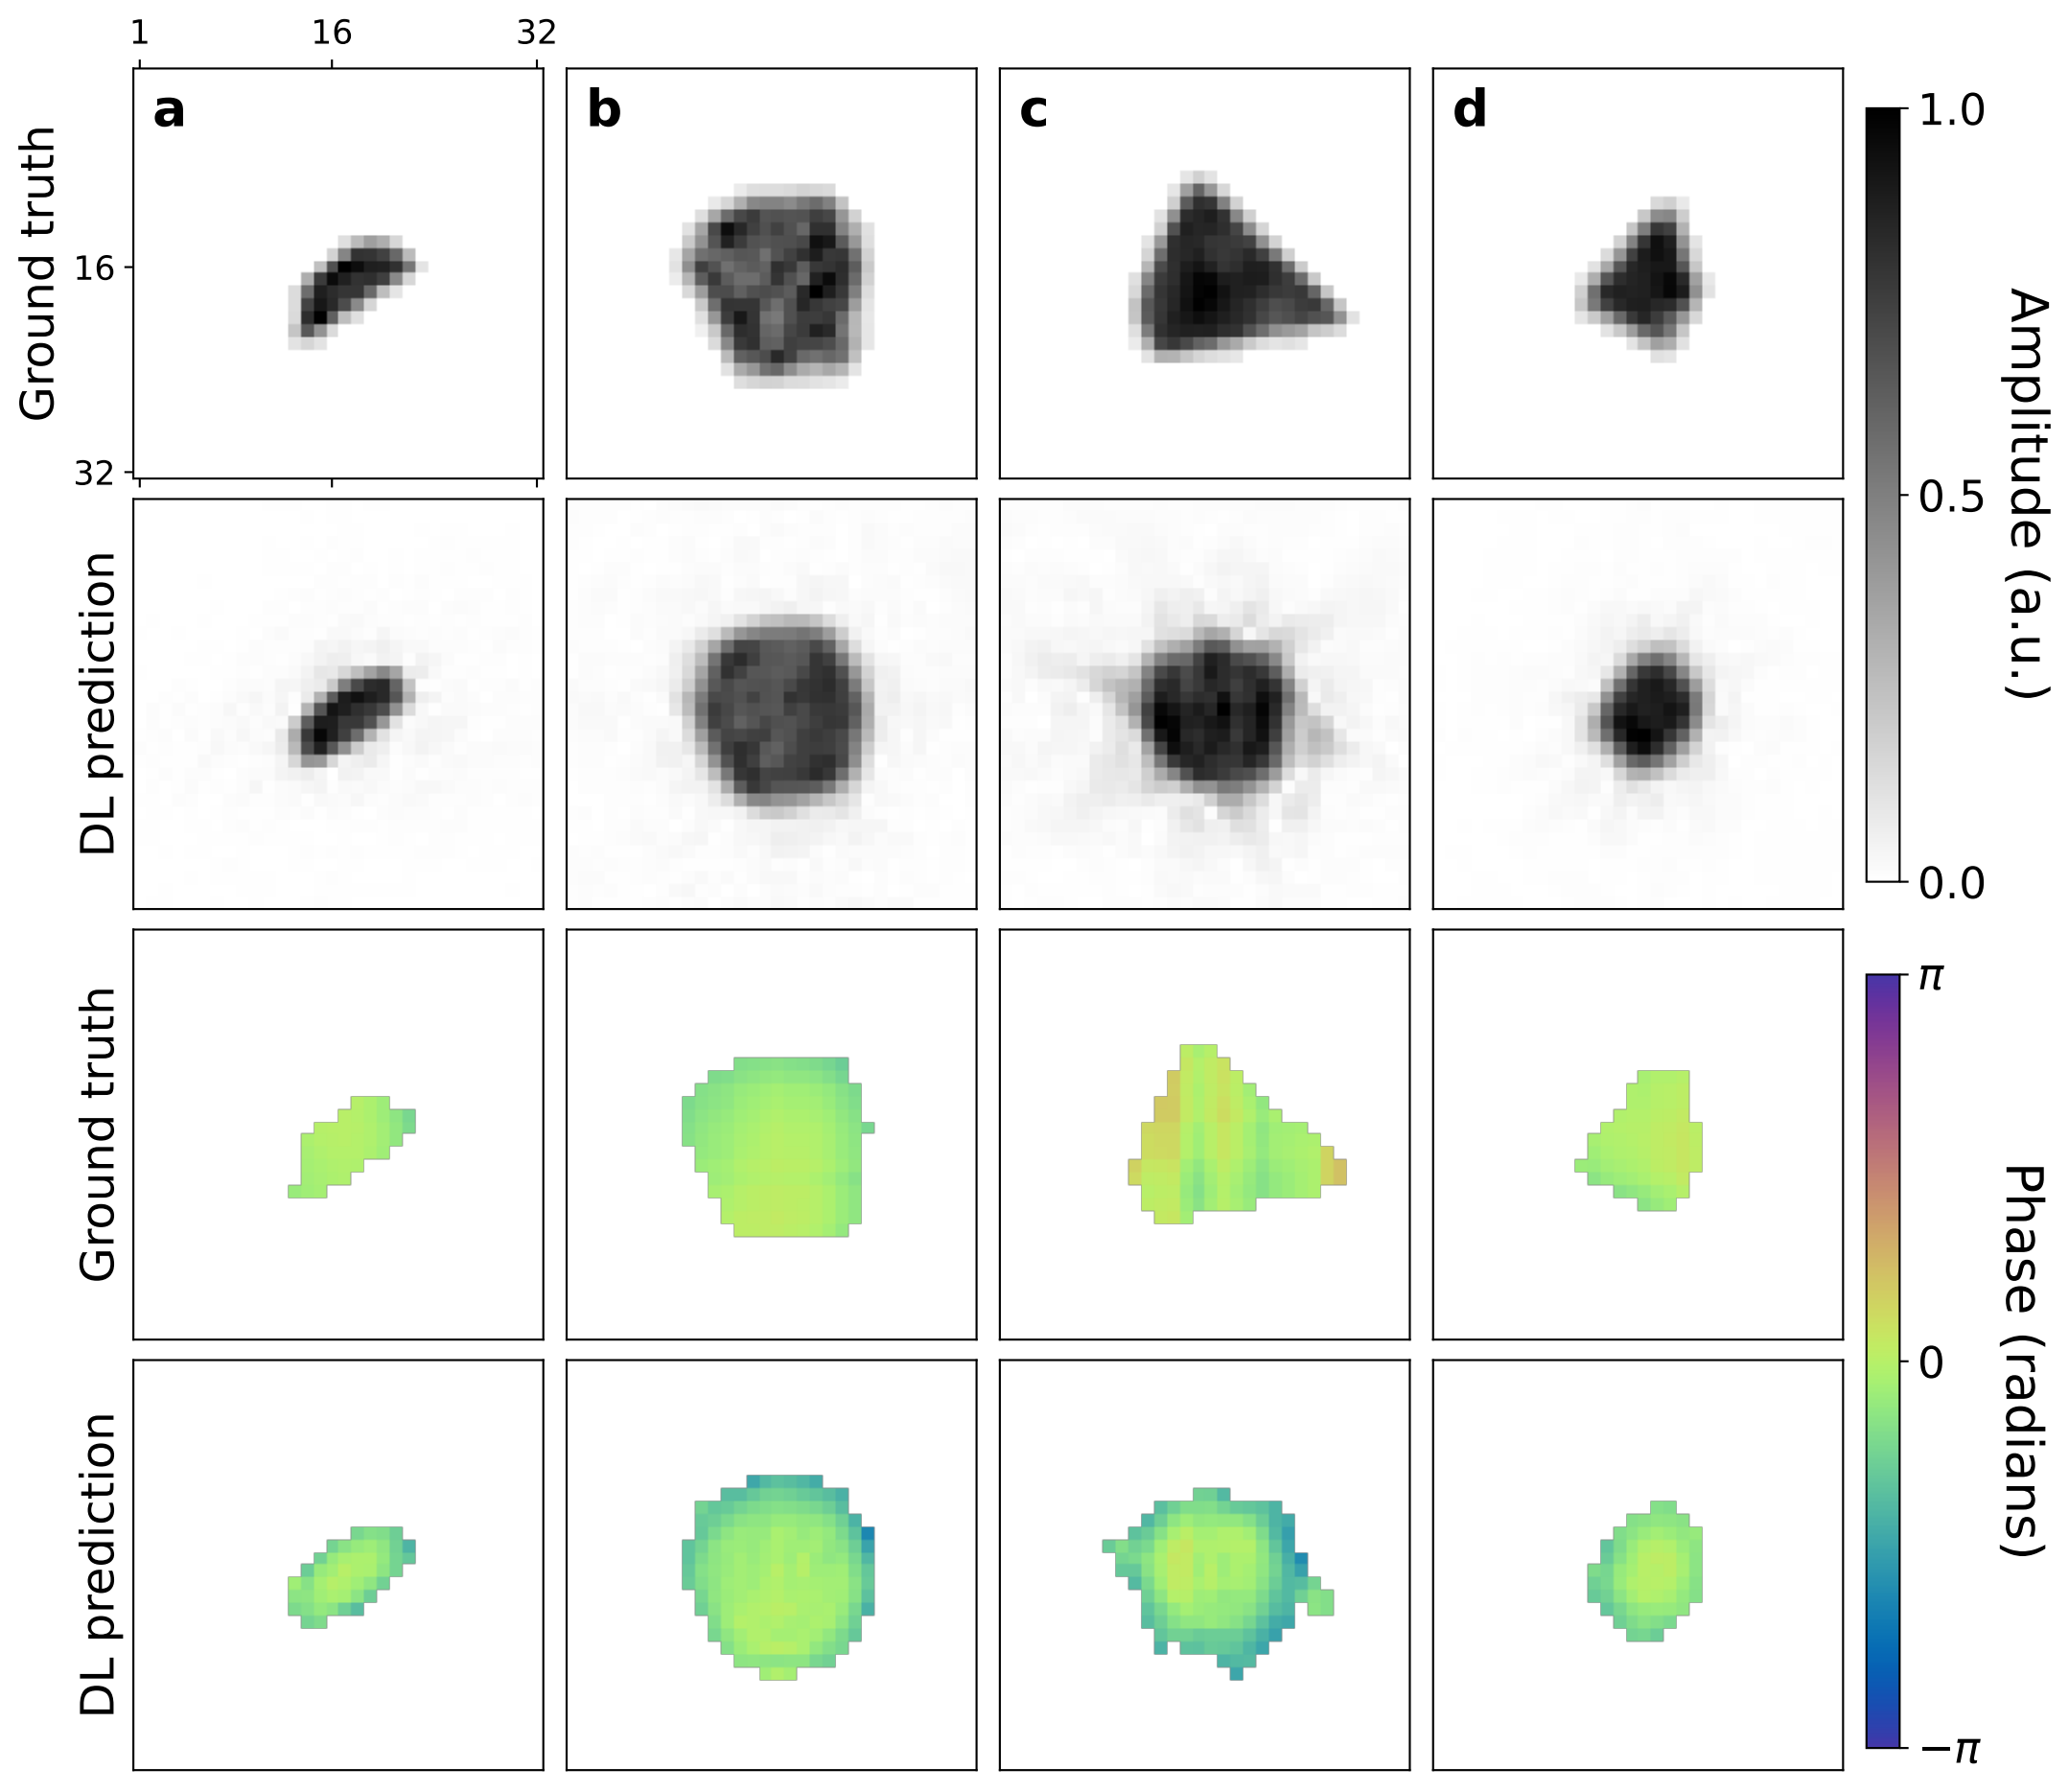 1 16 32
a b c d
Ground truth
16
32
DL prediction
Ground truth
DL prediction
1.0
0.5
0.0
Amplitude (a.u.)
π
0
−π
Phase (radians)